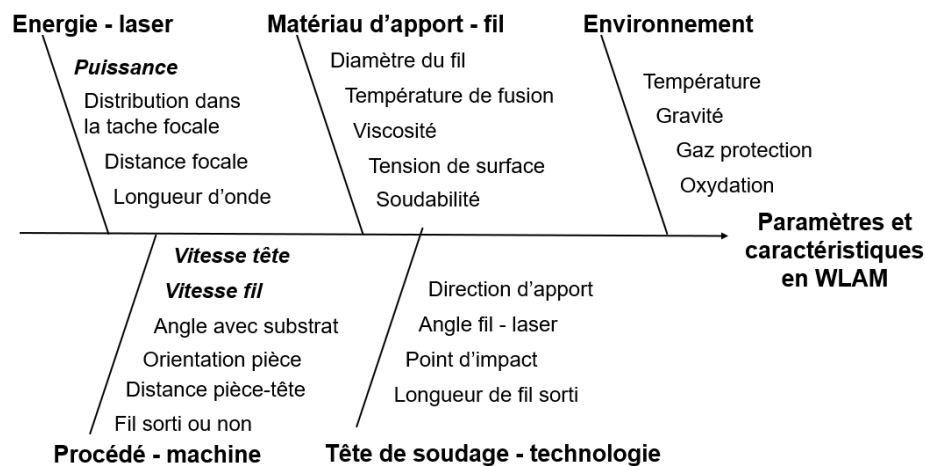 Energie - laser
Puissance
Distribution dans
la tache focale
Distance focale
Longueur d'onde
Matériau d'apport - fil
Diamètre du fil
Température de fusion
Viscosité
Tension de surface
Soudabilité
Environnement
Température
Gravité
Gaz protection
Oxydation
Paramètres et
caractéristiques
en WLAM
Vitesse tête
Vitesse fil
Angle avec substrat
Orientation pièce
Distance pièce-tête
Fil sorti ou non
Procédé - machine
Direction d'apport
Angle fil - laser
Point d'impact
Longueur de fil sorti
Tête de soudage - technologie